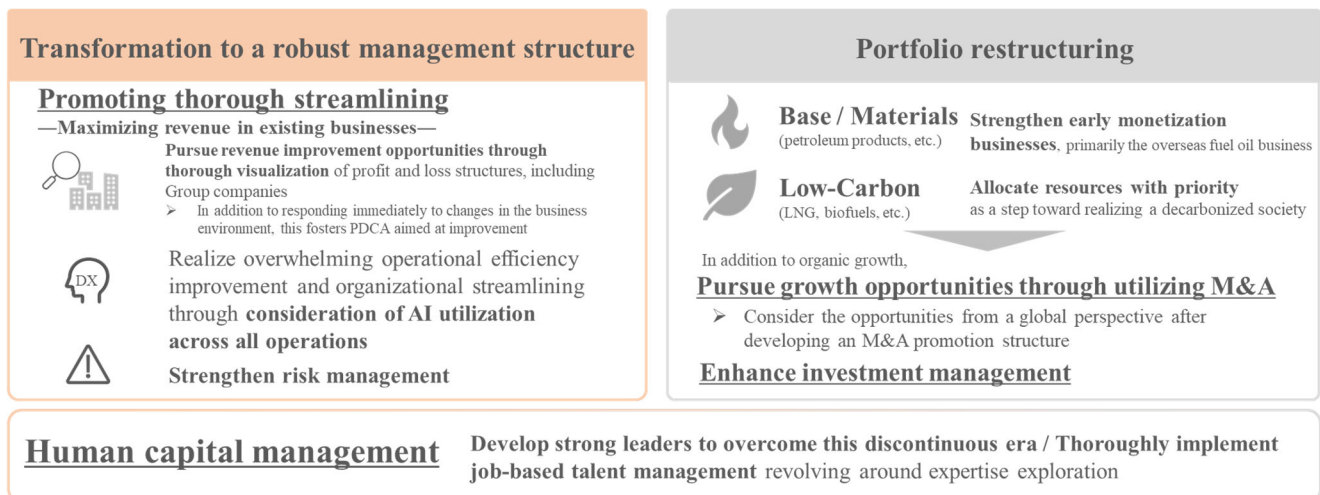 Transformation to a robust management structure
Promoting thorough streamlining
—Maximizing revenue in existing businesses—
Pursue revenue improvement opportunities through
thorough visualization of profit and loss structures, including
Group companies
➢ In addition to responding immediately to changes in the business
environment, this fosters PDCA aimed at improvement
DX
Realize overwhelming operational efficiency
improvement and organizational streamlining
through consideration of AI utilization
across all operations
Strengthen risk management
Portfolio restructuring
Base / Materials
(petroleum products, etc.)
Strengthen early monetization
businesses, primarily the overseas fuel oil business
Low-Carbon
(LNG, biofuels, etc.)
Allocate resources with priority
as a step toward realizing a decarbonized society
In addition to organic growth,
Pursue growth opportunities through utilizing M&A
➢ Consider the opportunities from a global perspective after
developing an M&A promotion structure
Enhance investment management
Human capital management
Develop strong leaders to overcome this discontinuous era / Thoroughly implement
job-based talent management revolving around expertise exploration